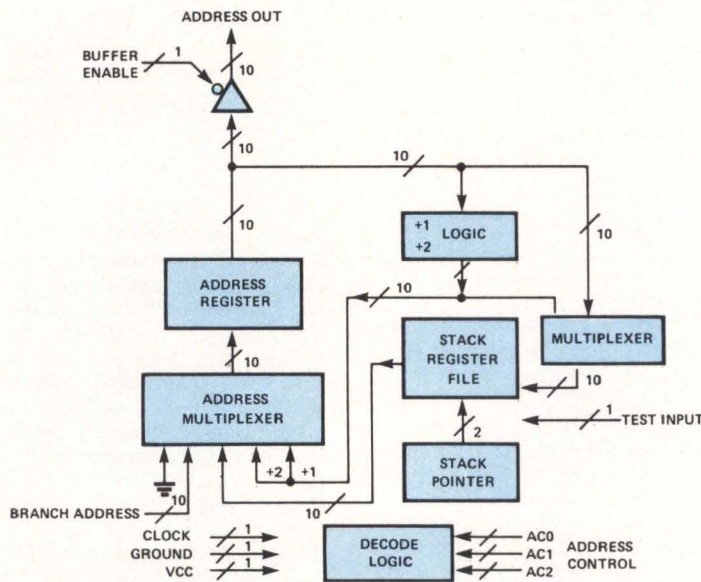 ADDRESS OUT
BUFFER
ENABLE
1
10
10
10
10
+1
+2
LOGIC
10
ADDRESS
REGISTER
10
STACK
REGISTER
FILE
MULTIPLEXER
10
ADDRESS
MULTIPLEXER
10
1
TEST INPUT
2
+2
+1
STACK
POINTER
10
BRANCH ADDRESS
10
CLOCK
1
GROUND
1
VCC
1
DECODE
LOGIC
AC0
AC1
AC2
ADDRESS
CONTROL